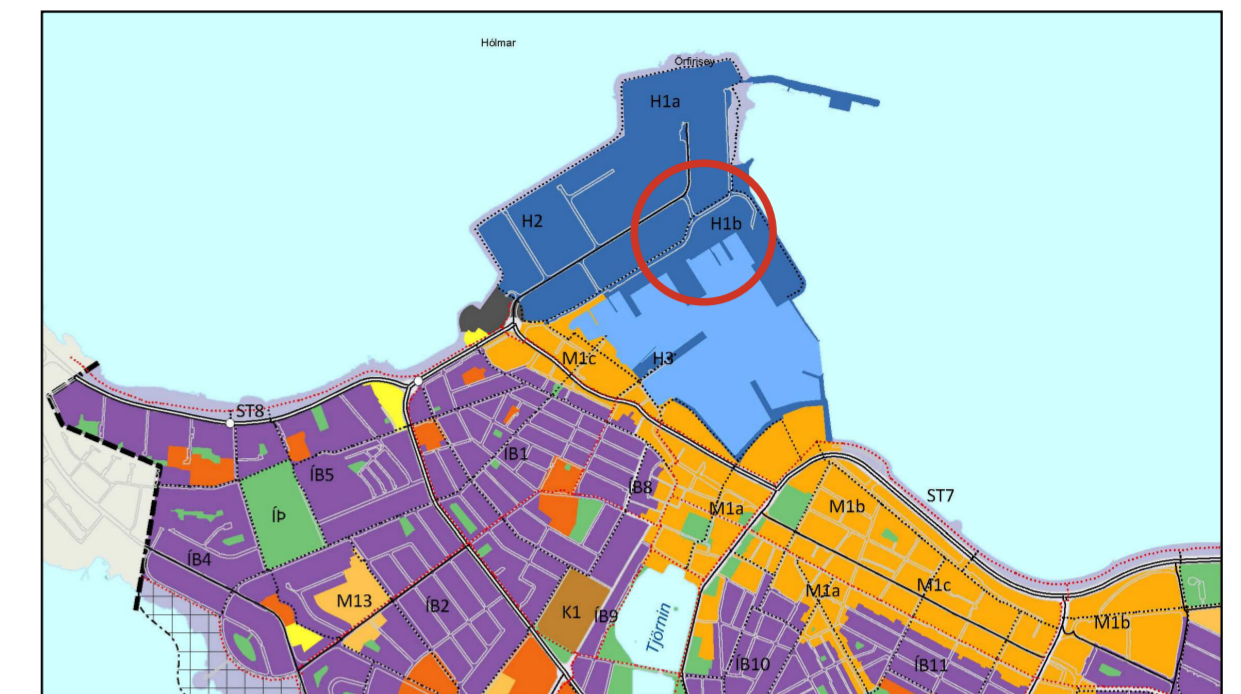 Hólmar
Örfirisey
H1a
H2
H1b
M1c
H3
ST8
ÍB1
ÍB5
ÍB8
ST7
M1a
M1b
ÍÞ
ÍB4
M1c
M1a
M13
ÍB2
K1
ÍB9
Tjörnin
M1b
ÍB10
ÍB11